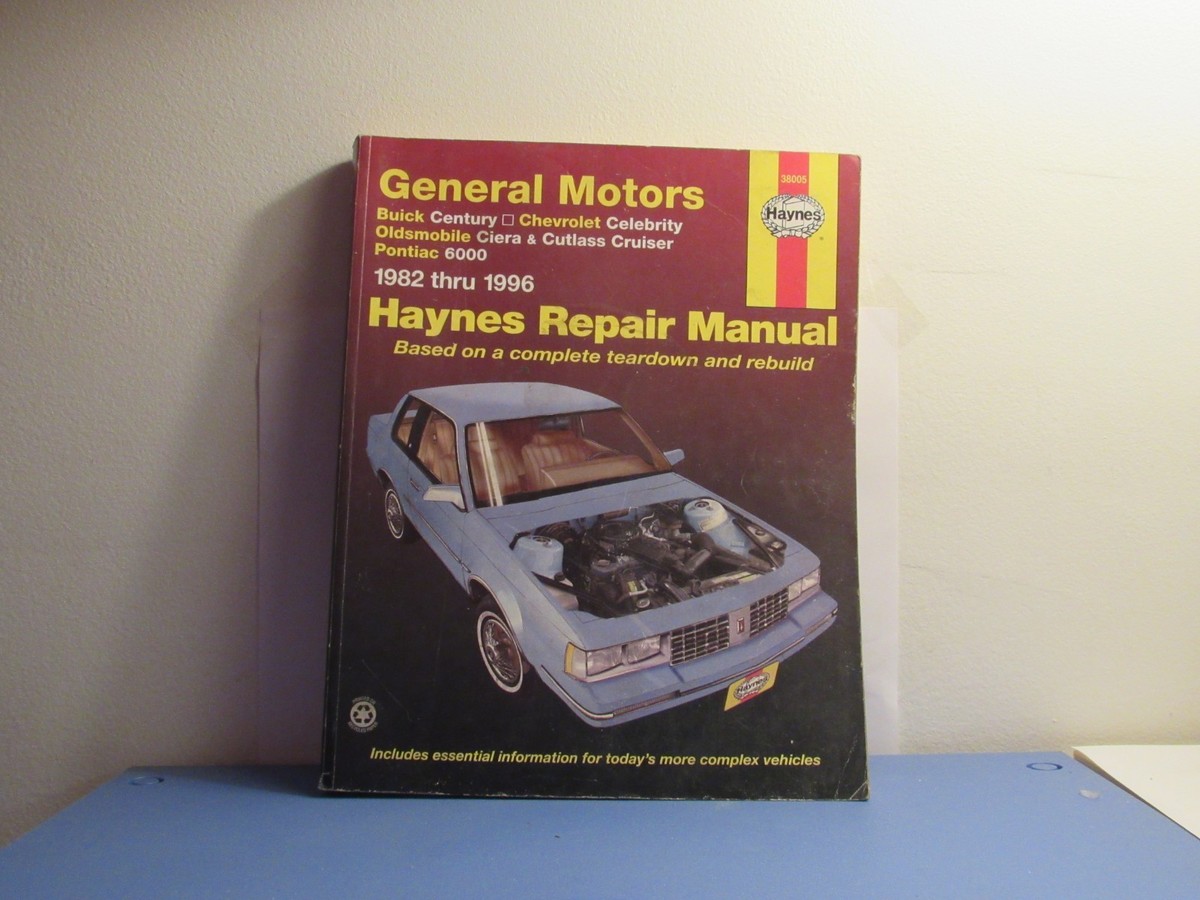 General Motors
Buick Century □ Chevrolet Celebrity
Oldsmobile Ciera & Cutlass Cruiser
Pontiac 6000
1982 thru 1996
38005
Haynes
Haynes Repair Manual
Based on a complete teardown and rebuild
Haynes
Includes essential information for today's more complex vehicles